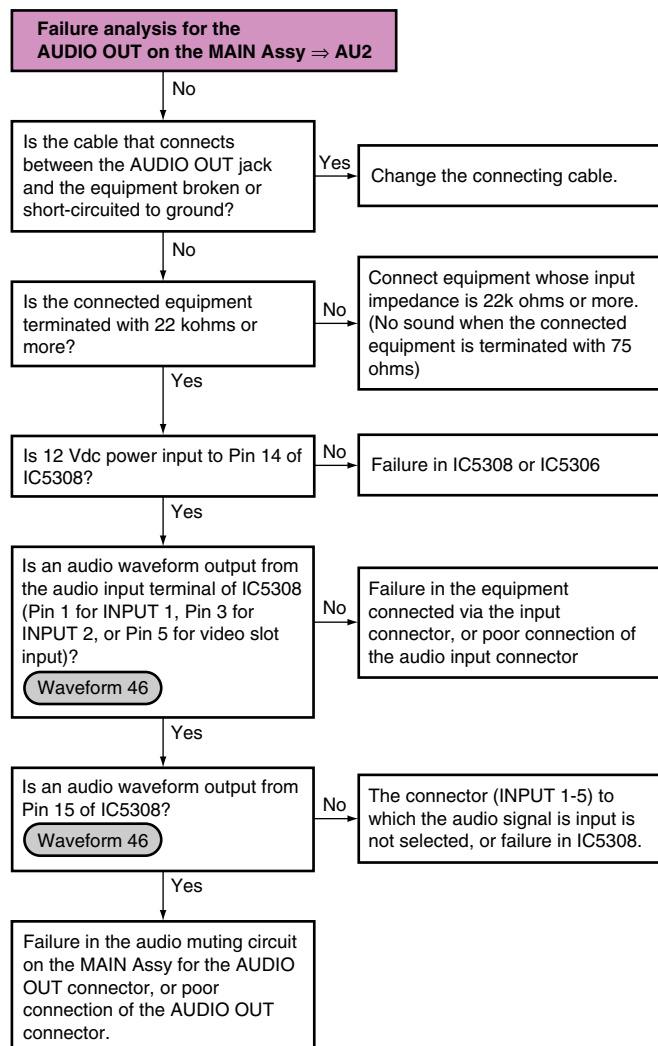 Failure analysis for the
AUDIO OUT on the MAIN Assy ⇒ AU2
No
Is the cable that connects
between the AUDIO OUT jack
and the equipment broken or
short-circuited to ground?
Yes
Change the connecting cable.
No
Is the connected equipment
terminated with 22 kohms or
more?
No
Connect equipment whose input
impedance is 22k ohms or more.
(No sound when the connected
equipment is terminated with 75
ohms)
Yes
Is 12 Vdc power input to Pin 14 of
IC5308?
No
Failure in IC5308 or IC5306
Yes
Is an audio waveform output from
the audio input terminal of IC5308
(Pin 1 for INPUT 1, Pin 3 for
INPUT 2, or Pin 5 for video slot
input)?
Waveform 46
No
Failure in the equipment
connected via the input
connector, or poor connection of
the audio input connector
Yes
Is an audio waveform output from
Pin 15 of IC5308?
Waveform 46
No
The connector (INPUT 1-5) to
which the audio signal is input is
not selected, or failure in IC5308.
Yes
Failure in the audio muting circuit
on the MAIN Assy for the AUDIO
OUT connector, or poor
connection of the AUDIO OUT
connector.